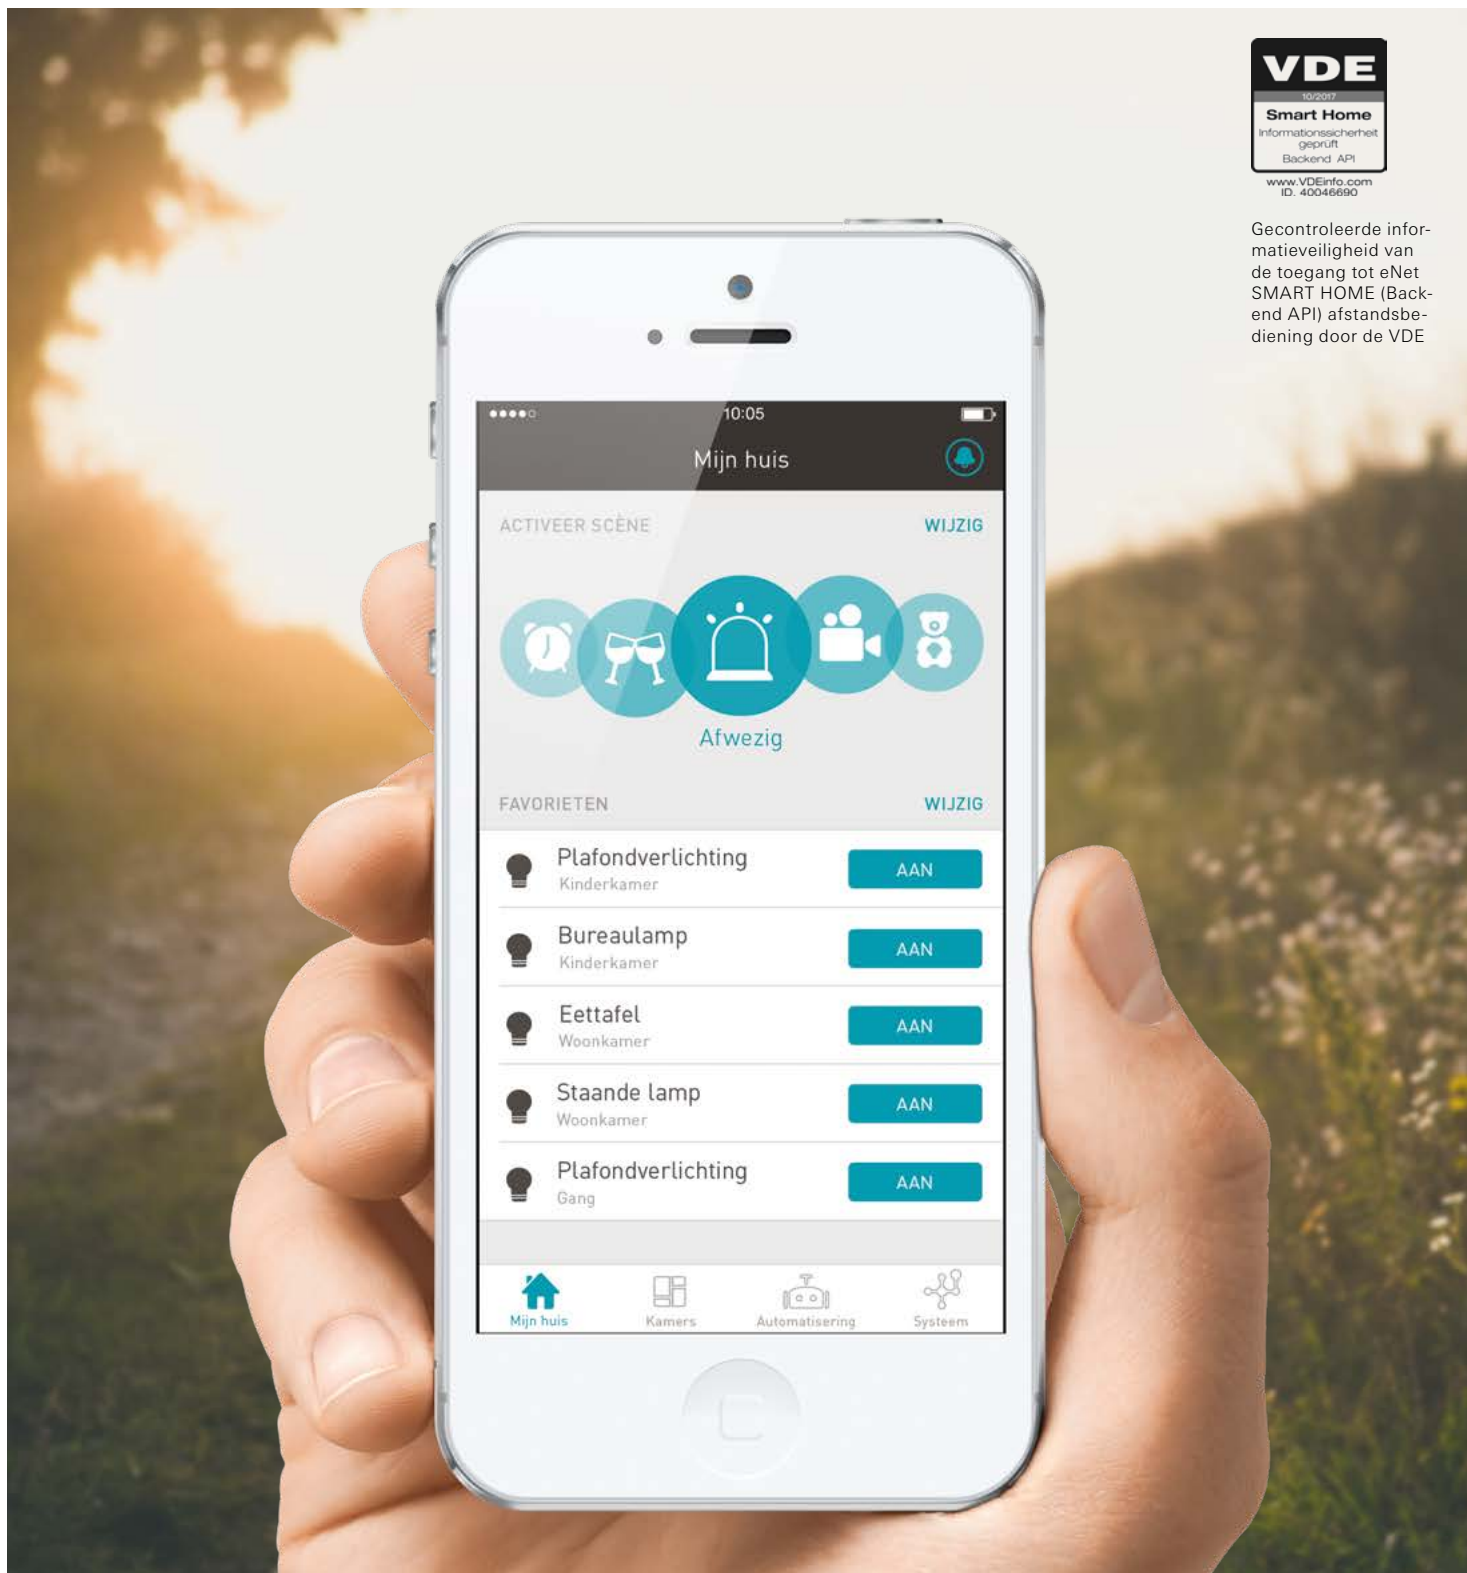 VDE
10/2017
Smart Home
Informationssicherheit
geprüft
Backend API
www.VDEinfo.com
ID. 40046690
Gecontroleerde infor-
matieveiligheid van
de toegang tot eNet
SMART HOME (Back-
end API) afstandsbe-
diening door de VDE
10:05
Mijn huis
ACTIVEER SCÈNE WIJZIG
Afwezig
FAVORIETEN WIJZIG
Plafondverlichting
Kinderkamer
AAN
Bureaulamp
Kinderkamer
AAN
Eettafel
Woonkamer
AAN
Staande lamp
Woonkamer
AAN
Plafondverlichting
Gang
AAN
Mijn huis Kamers Automatisering Systeem